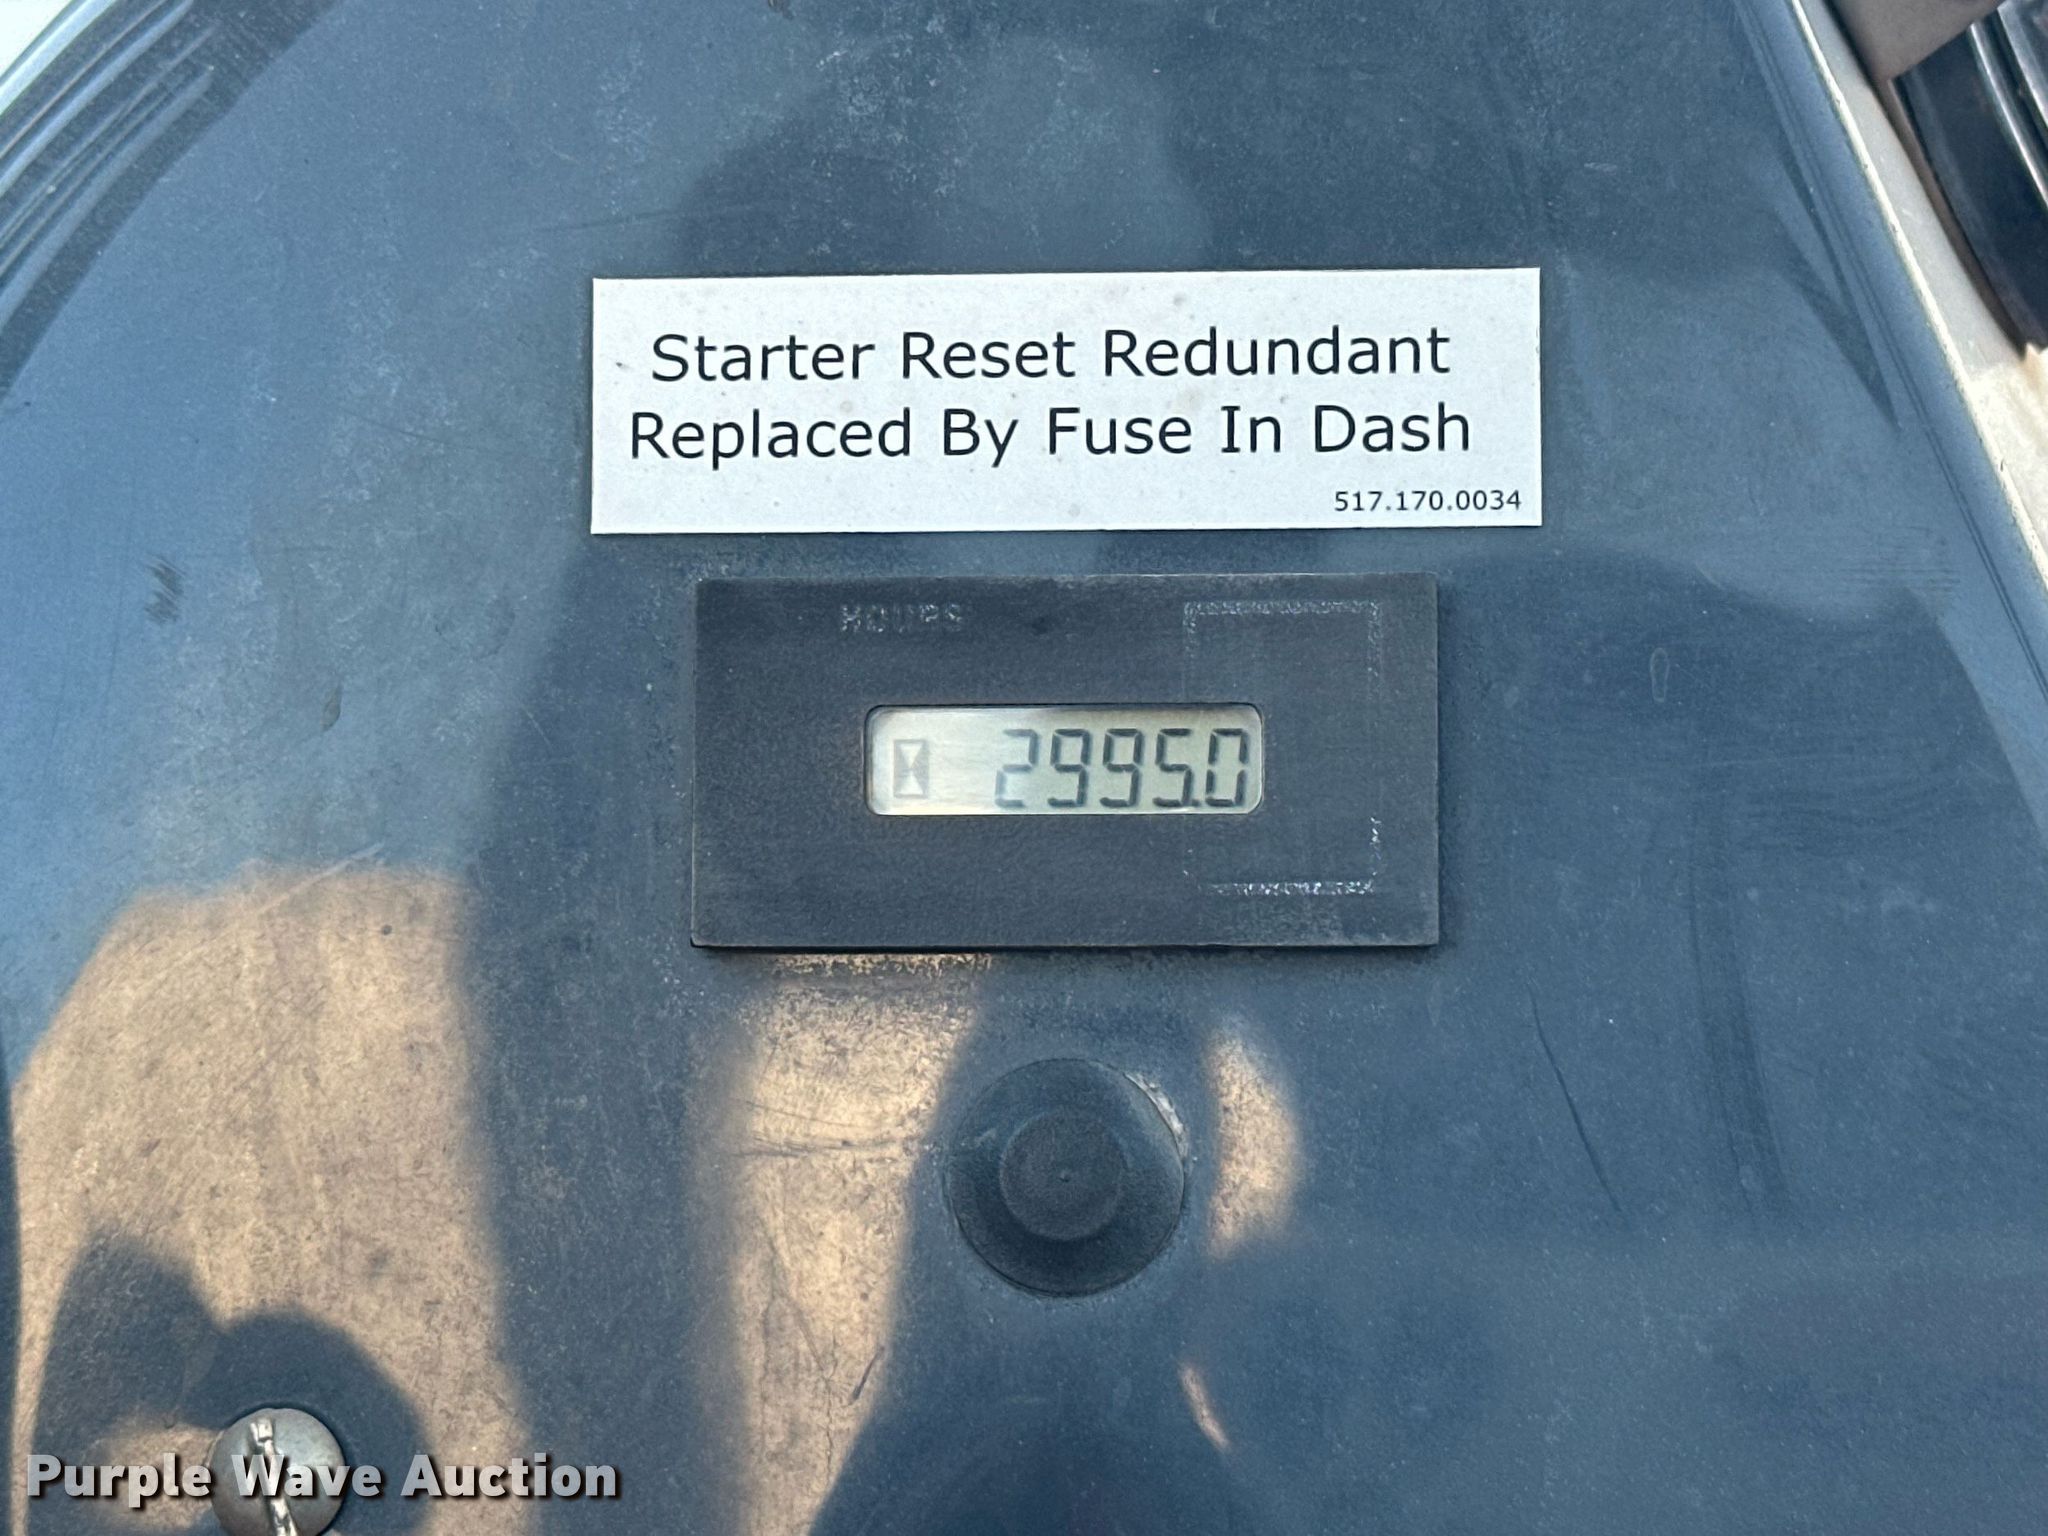 Starter Reset Redundant
Replaced By Fuse In Dash
517.170.0034
HOURS
2995.0
Purple Wave Auction